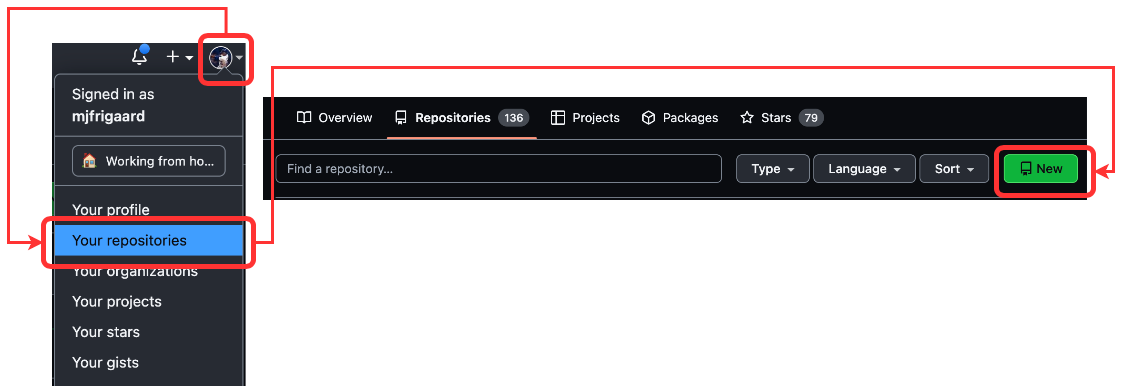 Signed in as
mjfrigaard
Working from ho...
Your profile
Your repositories
Your organizations
Your projects
Your stars
Your gists
Overview Repositories 136 Projects Packages Stars 79
Find a repository... Type Language Sort New